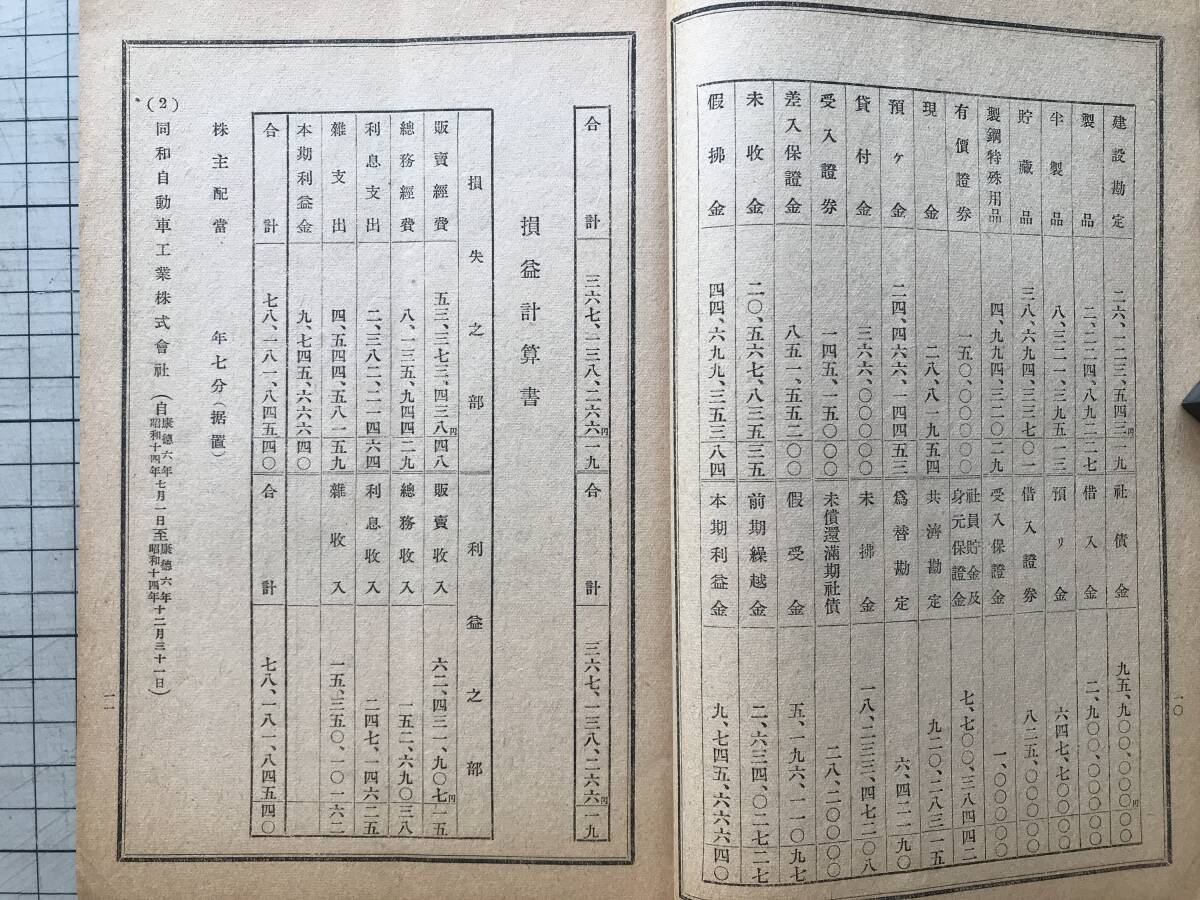 建設勘定 二六、一二三、五四三円一九 社債金 九五、九〇〇、〇〇〇円〇〇
製品 二、二二四、八九二二七 借入金 二、九〇〇、〇〇〇〇〇
半製品 八、三二一、三九五一三 預リ金 六四七、七〇〇〇〇
貯藏品 三八、六九四、三三七〇一 借入證券 八二五、〇〇〇〇〇
製鋼特殊用品 四、九九四、三二〇二九 受入保證金 一、〇〇〇〇〇
有價證券 一五〇、〇〇〇〇〇 社員貯金及身元保證金 七、七〇〇、三八四四二
現金 二八、八一九五四 共濟勘定 九二〇、二八三一五
預ケ金 二四、四六六、一四四五三 爲替勘定 六、四二一九〇
貸付金 三六六、〇〇〇〇〇 未拂金 一八、二三三、四七二〇八
受入證券 一四五、一五〇〇〇 未償還滿期社債 二八、二〇〇〇〇
差入保證金 八五一、五五二〇〇 假受金 五、一九六、一一〇九七
未收金 二〇、五六七、八三五三五 前期繰越金 二、六三四、〇二七二七
假拂金 四四、六九九、三五三八四 本期利益金 九、七四五、六六六四〇
一〇
合計 三六七、一三八、二六六円一九 合計 三六七、一三八、二六六円一九
損益計算書
損失之部 利益之部
販賣經費 五三、三七三、四三八円四八 販賣收入 六二、四三一、九〇七円一五
總務經費 八、一三五、九四四二九 總務收入 一五二、六九〇三八
利息支出 二、三八二、二一四六四 利息收入 二四七、一四六二五
雜支出 四、五四四、五八一五九 雜收入 一五、三五〇、一〇一六二
本期利益金 九、七四五、六六六四〇
合計 七八、一八一、八四五四〇 合計 七八、一八一、八四五四〇
株主配當 年七分(据置)
(2) 同和自動車工業株式會社(自康德六年昭和十四年七月一日至康德六年昭和十四年十二月三十一日)
一一